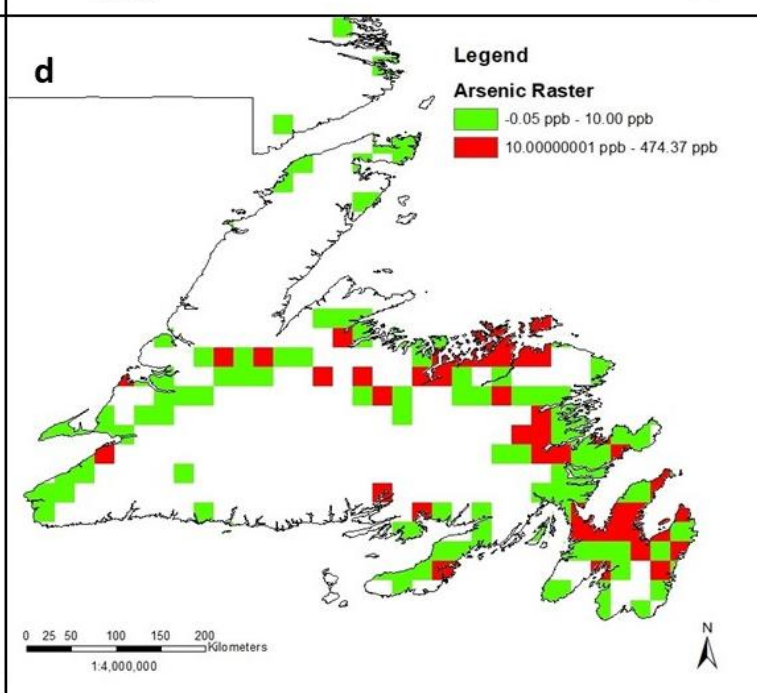 d
Legend
Arsenic Raster
-0.05 ppb - 10.00 ppb
10.00000001 ppb - 474.37 ppb
0 25 50 100 150 200
Kilometers
1:4,000,000
N